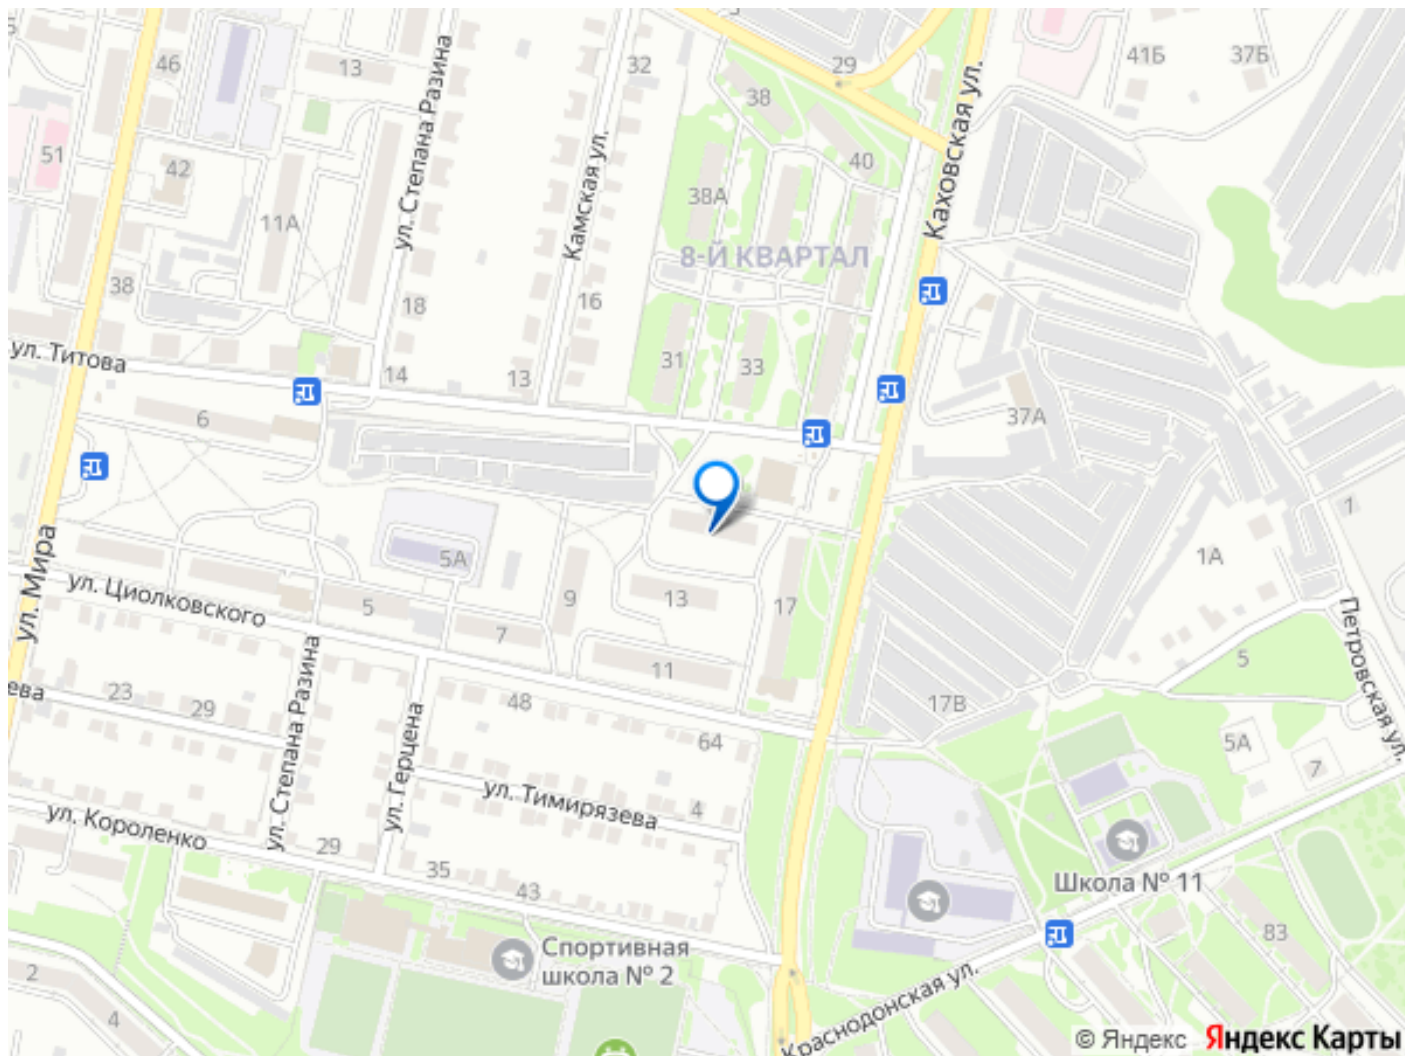 46
13
ул. Степана Разина
32
29
38
41Б
37Б
Каховская ул.
51
42
Камская ул.
40
11А
38А
8-Й КВАРТАЛ
38
18
16
ул. Титова
14
13
31
33
6
37А
1
5А
1А
ул. Мира
ул. Циолковского
5
9
13
17
7
11
Петровская ул.
5
ева
23
29
ул. Степана Разина
48
64
17В
5А
7
ул. Герцена
ул. Тимирязева
4
ул. Короленко
29
35
43
Школа № 11
Спортивная
школа № 2
83
2
4
Краснодонская ул.
© Яндекс Яндекс Карты